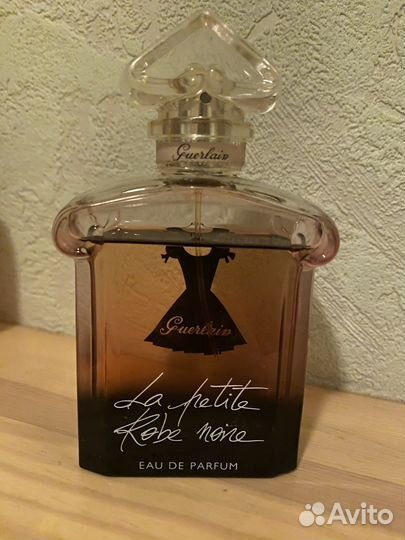 Guerlain
Guerlain
La petite
Robe noire
EAU DE PARFUM
Avito